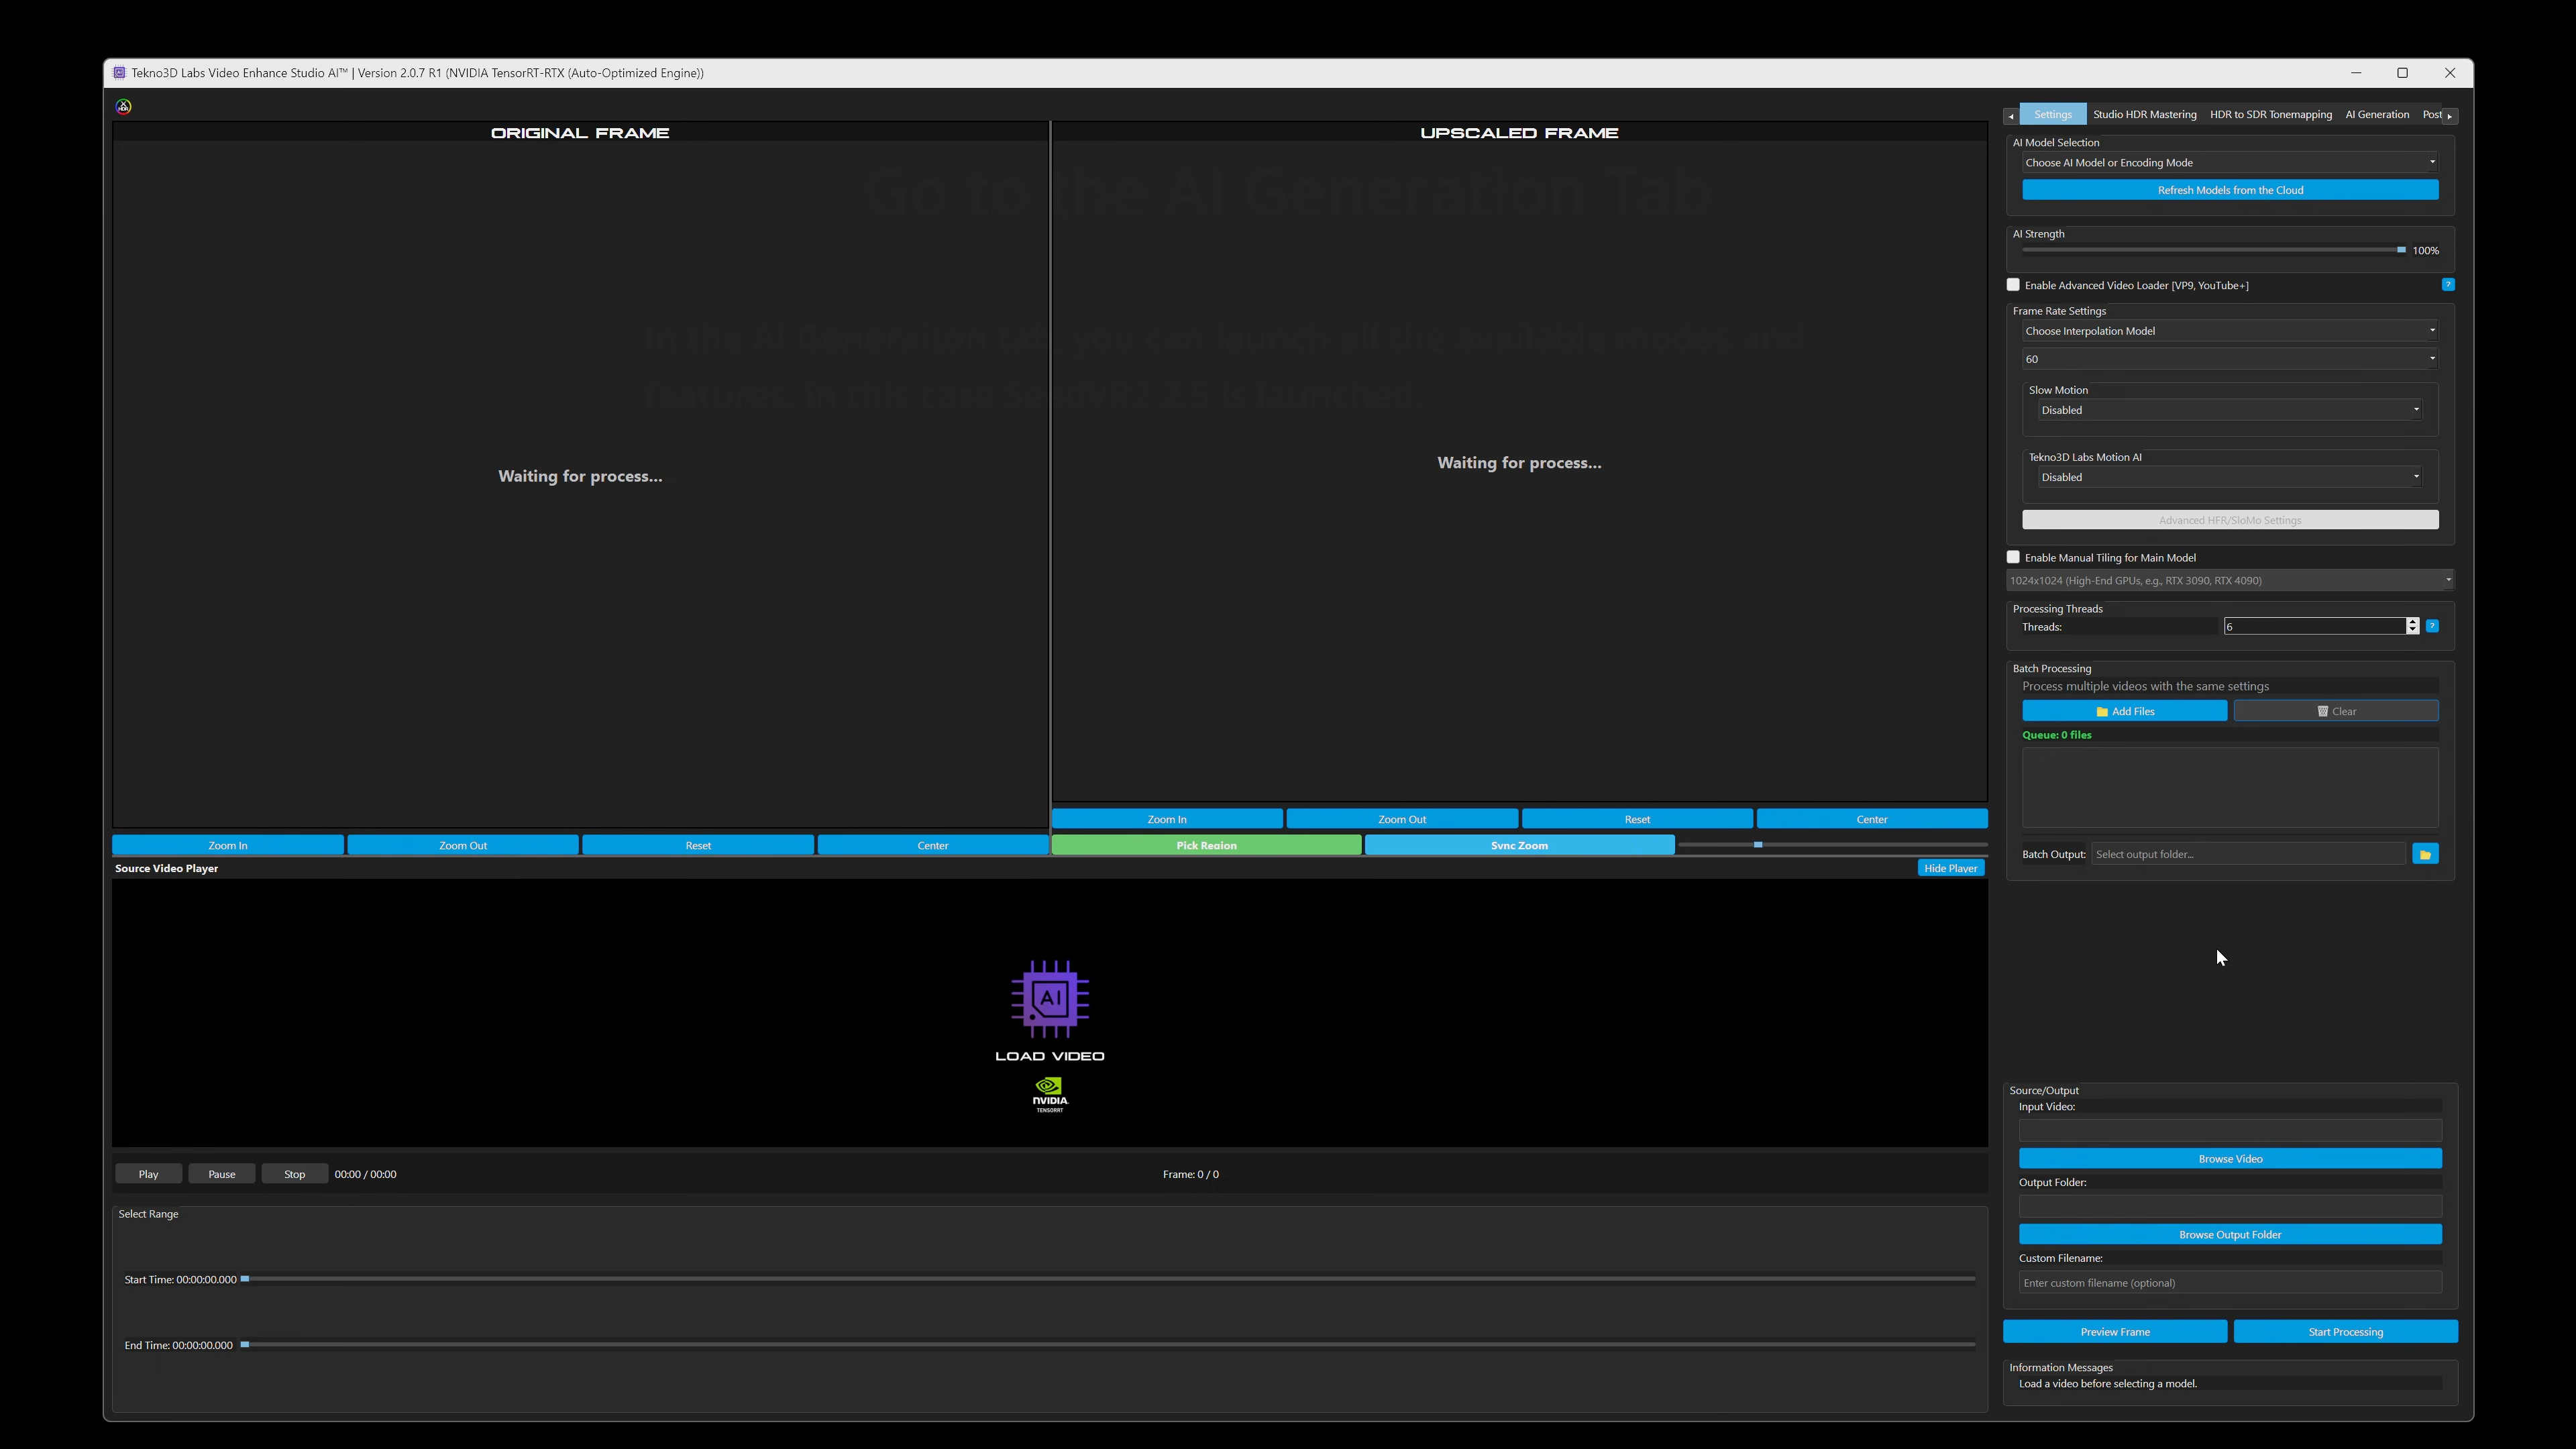 Tekno3D Labs Video Enhance Studio AI™ | Version 2.0.7 R1 (NVIDIA TensorRT-RTX (Auto-Optimized Engine))
HDR
ORIGINAL FRAME
UPSCALED FRAME
Go to the AI Generation Tab
Waiting for process...
Waiting for process...
Zoom In
Zoom Out
Reset
Center
Zoom In
Zoom Out
Reset
Center
Pick Region
Sync Zoom
Source Video Player
Hide Player
AI
LOAD VIDEO
NVIDIA.
TENSORRT
Play
Pause
Stop
00:00 / 00:00
Frame: 0 / 0
Select Range
Start Time: 00:00:00.000
End Time: 00:00:00.000
Settings
Studio HDR Mastering
HDR to SDR Tonemapping
AI Generation
Post
AI Model Selection
Choose AI Model or Encoding Mode
Refresh Models from the Cloud
AI Strength
100%
Enable Advanced Video Loader [VP9, YouTube+]
?
Frame Rate Settings
Choose Interpolation Model
60
Slow Motion
Disabled
Tekno3D Labs Motion AI
Disabled
Advanced HFR/SloMo Settings
Enable Manual Tiling for Main Model
1024x1024 (High-End GPUs, e.g., RTX 3090, RTX 4090)
Processing Threads
Threads:
6
?
Batch Processing
Process multiple videos with the same settings
Add Files
Clear
Queue: 0 files
Batch Output:
Select output folder...
Source/Output
Input Video:
Browse Video
Output Folder:
Browse Output Folder
Custom Filename:
Enter custom filename (optional)
Preview Frame
Start Processing
Information Messages
Load a video before selecting a model.